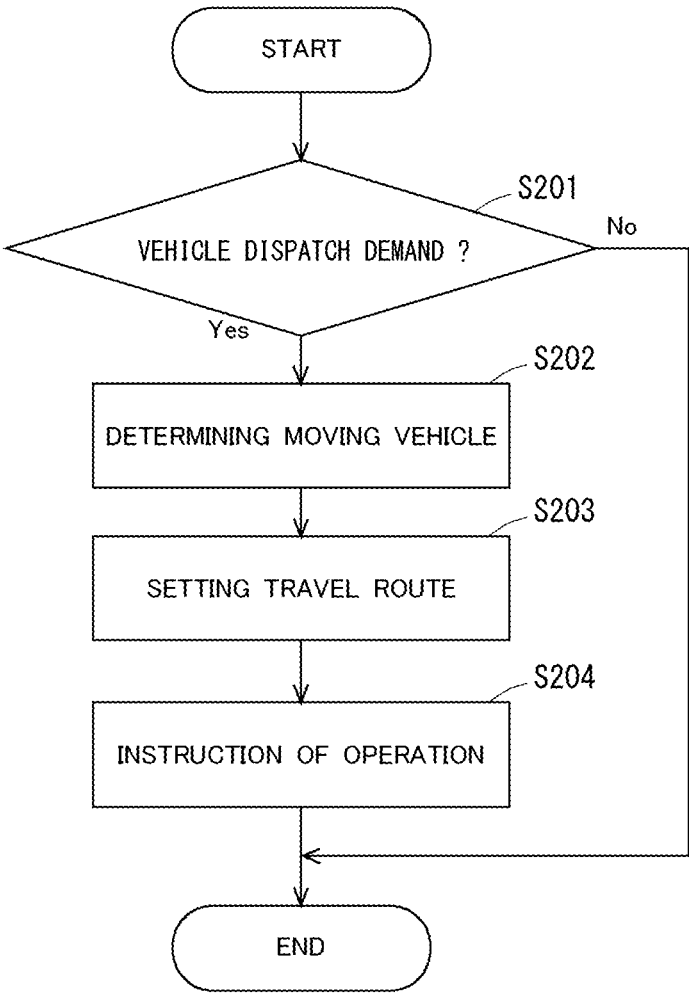 START
S201
VEHICLE DISPATCH DEMAND ?
No
Yes
S202
DETERMINING MOVING VEHICLE
S203
SETTING TRAVEL ROUTE
S204
INSTRUCTION OF OPERATION
END